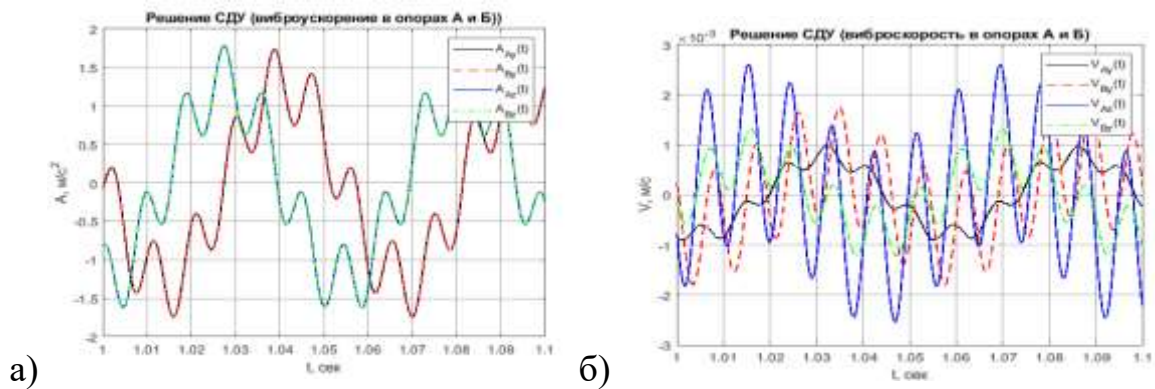 Решение СДУ (виброускорение в опорах А и Б))
2
1.5
1
0.5
0
-0.5
-1
-1.5
-2
A, м/с²
A_Ay(t)
A_By(t)
A_Az(t)
A_Bz(t)
1 1.01 1.02 1.03 1.04 1.05 1.06 1.07 1.08 1.09 1.1
t, сек
а)
×10⁻³ Решение СДУ (виброскорость в опорах А и Б)
3
2
1
0
-1
-2
-3
V, м/с
V_Ay(t)
V_By(t)
V_Az(t)
V_Bz(t)
1 1.01 1.02 1.03 1.04 1.05 1.06 1.07 1.08 1.09 1.1
t, сек
б)